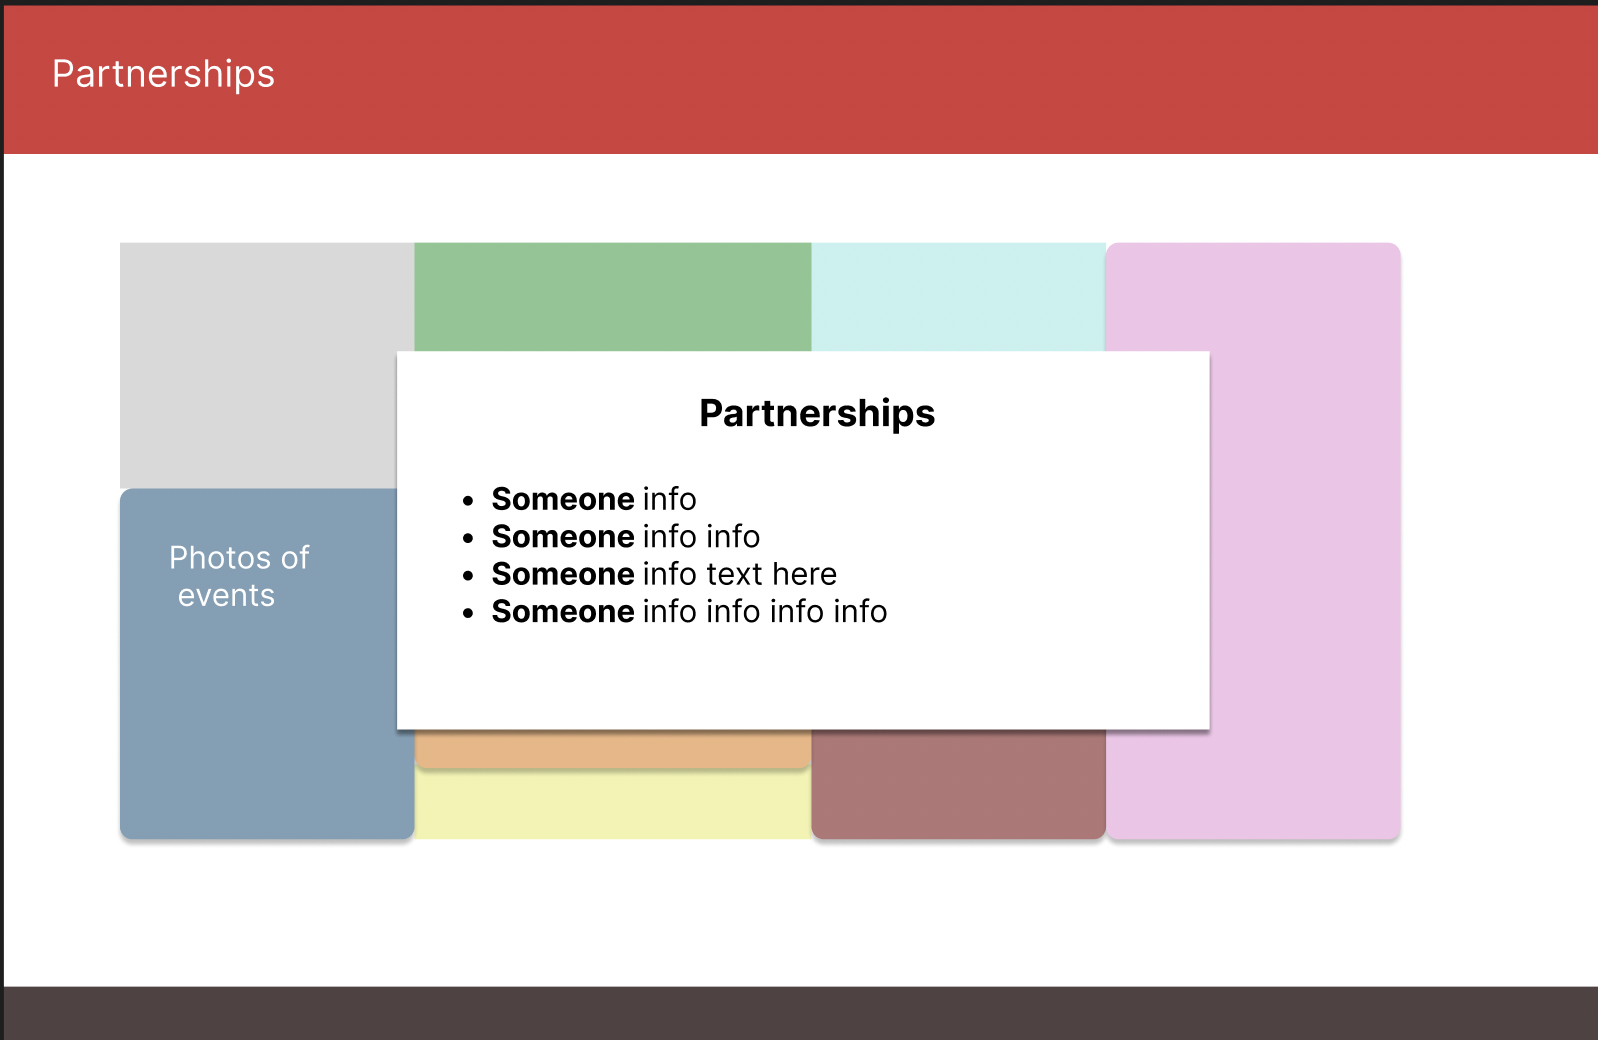 Partnerships
Partnerships
• Someone info
• Someone info info
• Someone info text here
• Someone info info info info
Photos of
events